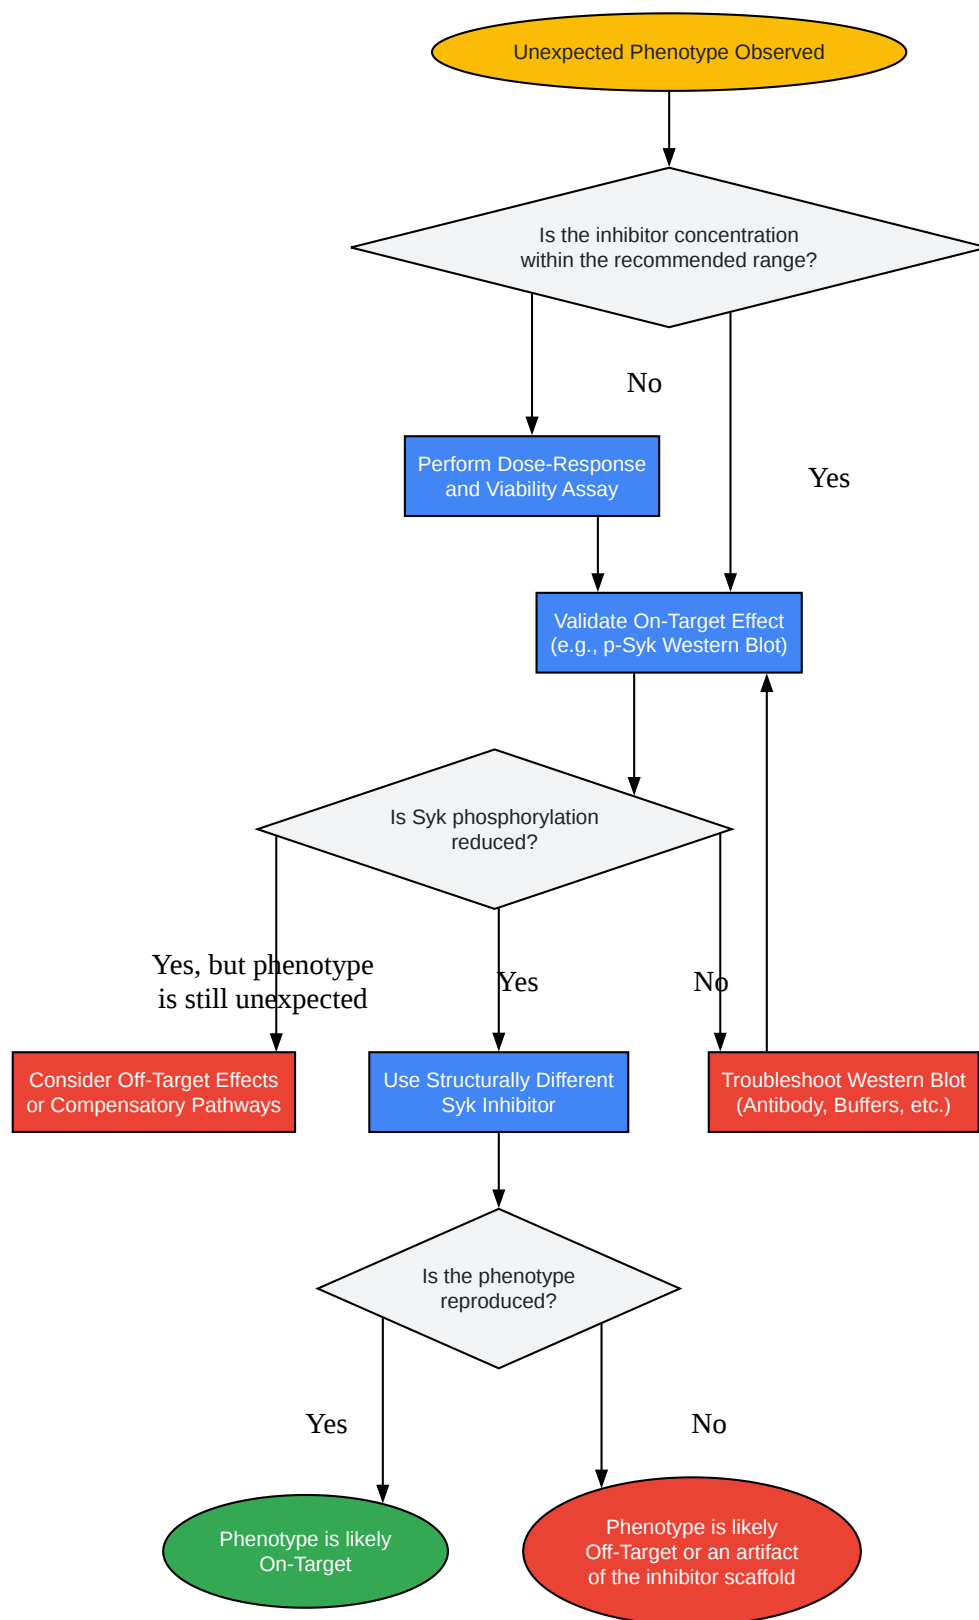 Unexpected Phenotype Observed
Is the inhibitor concentration
within the recommended range?
No
Perform Dose-Response
and Viability Assay
Yes
Validate On-Target Effect
(e.g., p-Syk Western Blot)
Is Syk phosphorylation
reduced?
Yes, but phenotype
is still unexpected
Yes
No
Consider Off-Target Effects
or Compensatory Pathways
Use Structurally Different
Syk Inhibitor
Troubleshoot Western Blot
(Antibody, Buffers, etc.)
Is the phenotype
reproduced?
Yes
No
Phenotype is likely
On-Target
Phenotype is likely
Off-Target or an artifact
of the inhibitor scaffold